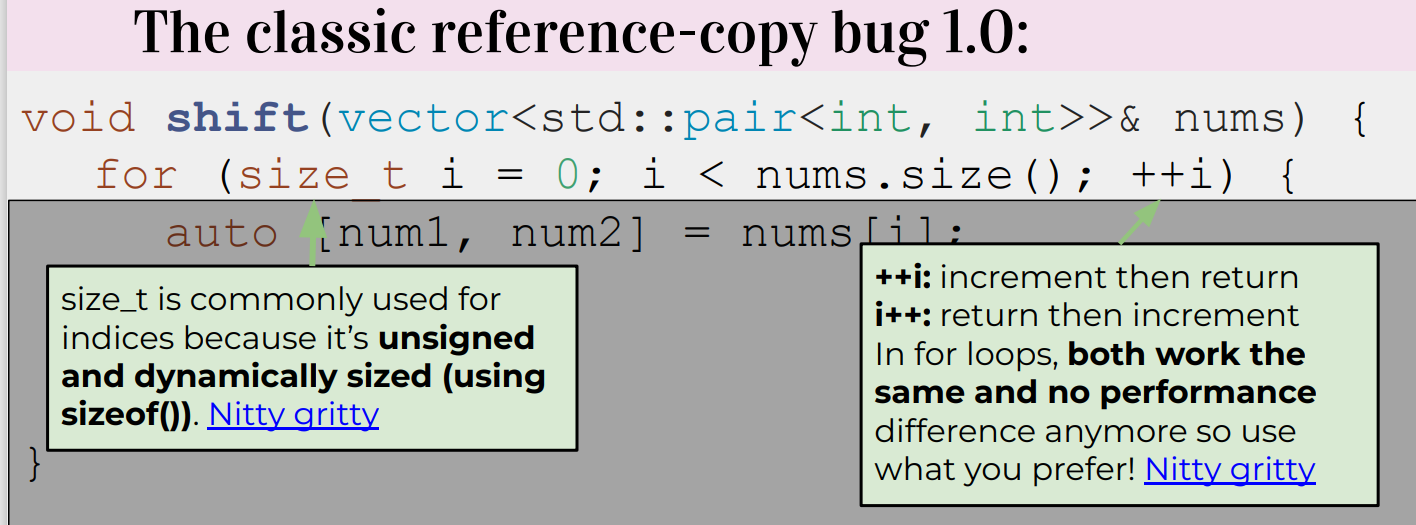 The classic reference-copy bug 1.0:
void shift(vector<std::pair<int, int>>& nums) {
for (size_t i = 0; i < nums.size(); ++i) {
auto [num1, num2] = nums[i];
size_t is commonly used for
indices because it’s unsigned
and dynamically sized (using
sizeof()). Nitty gritty
++i: increment then return
i++: return then increment
In for loops, both work the
same and no performance
difference anymore so use
what you prefer! Nitty gritty
}